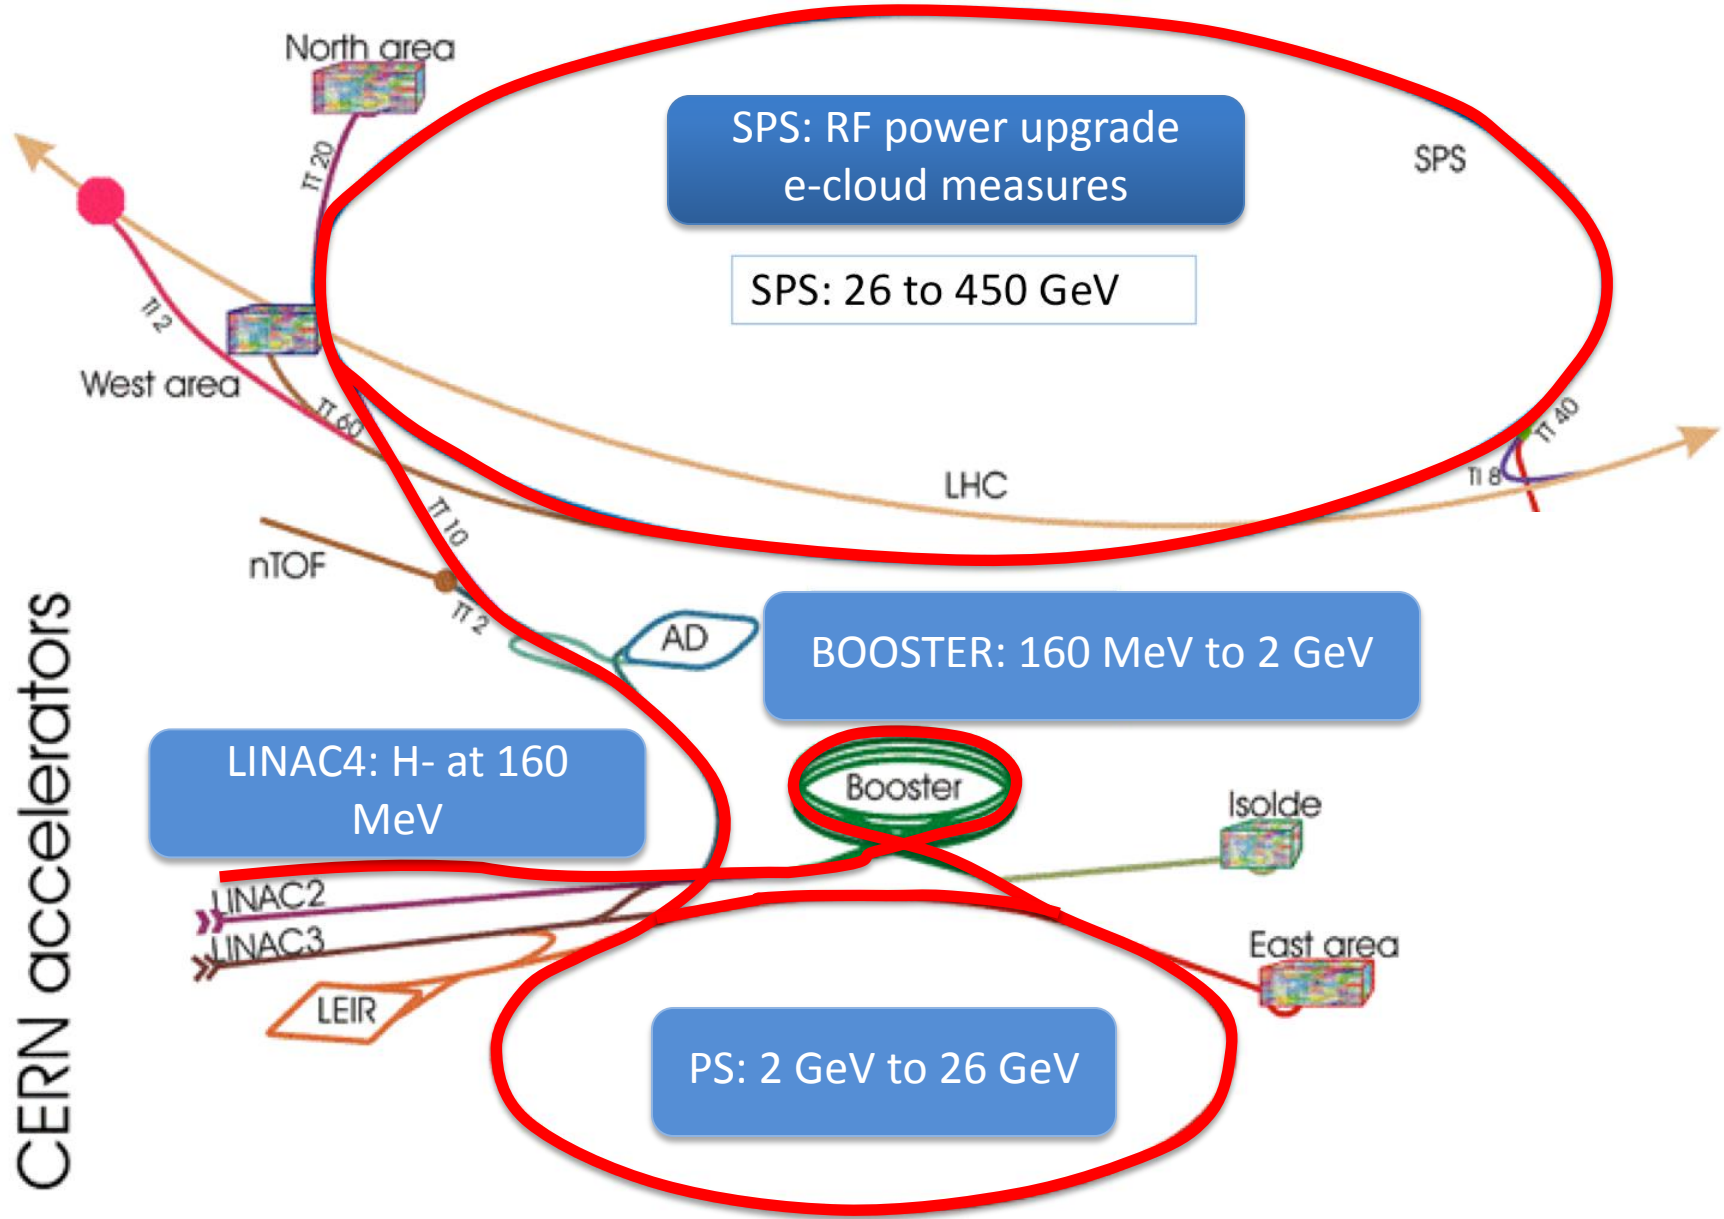 North area
TT 20
SPS: RF power upgrade
e-cloud measures
SPS
SPS: 26 to 450 GeV
TI 2
West area
TT 60
TT 40
TI 8
LHC
TT 10
nTOF
TT 2
AD
BOOSTER: 160 MeV to 2 GeV
LINAC4: H- at 160
MeV
Booster
Isolde
LINAC2
LINAC3
East area
LEIR
PS: 2 GeV to 26 GeV
CERN accelerators